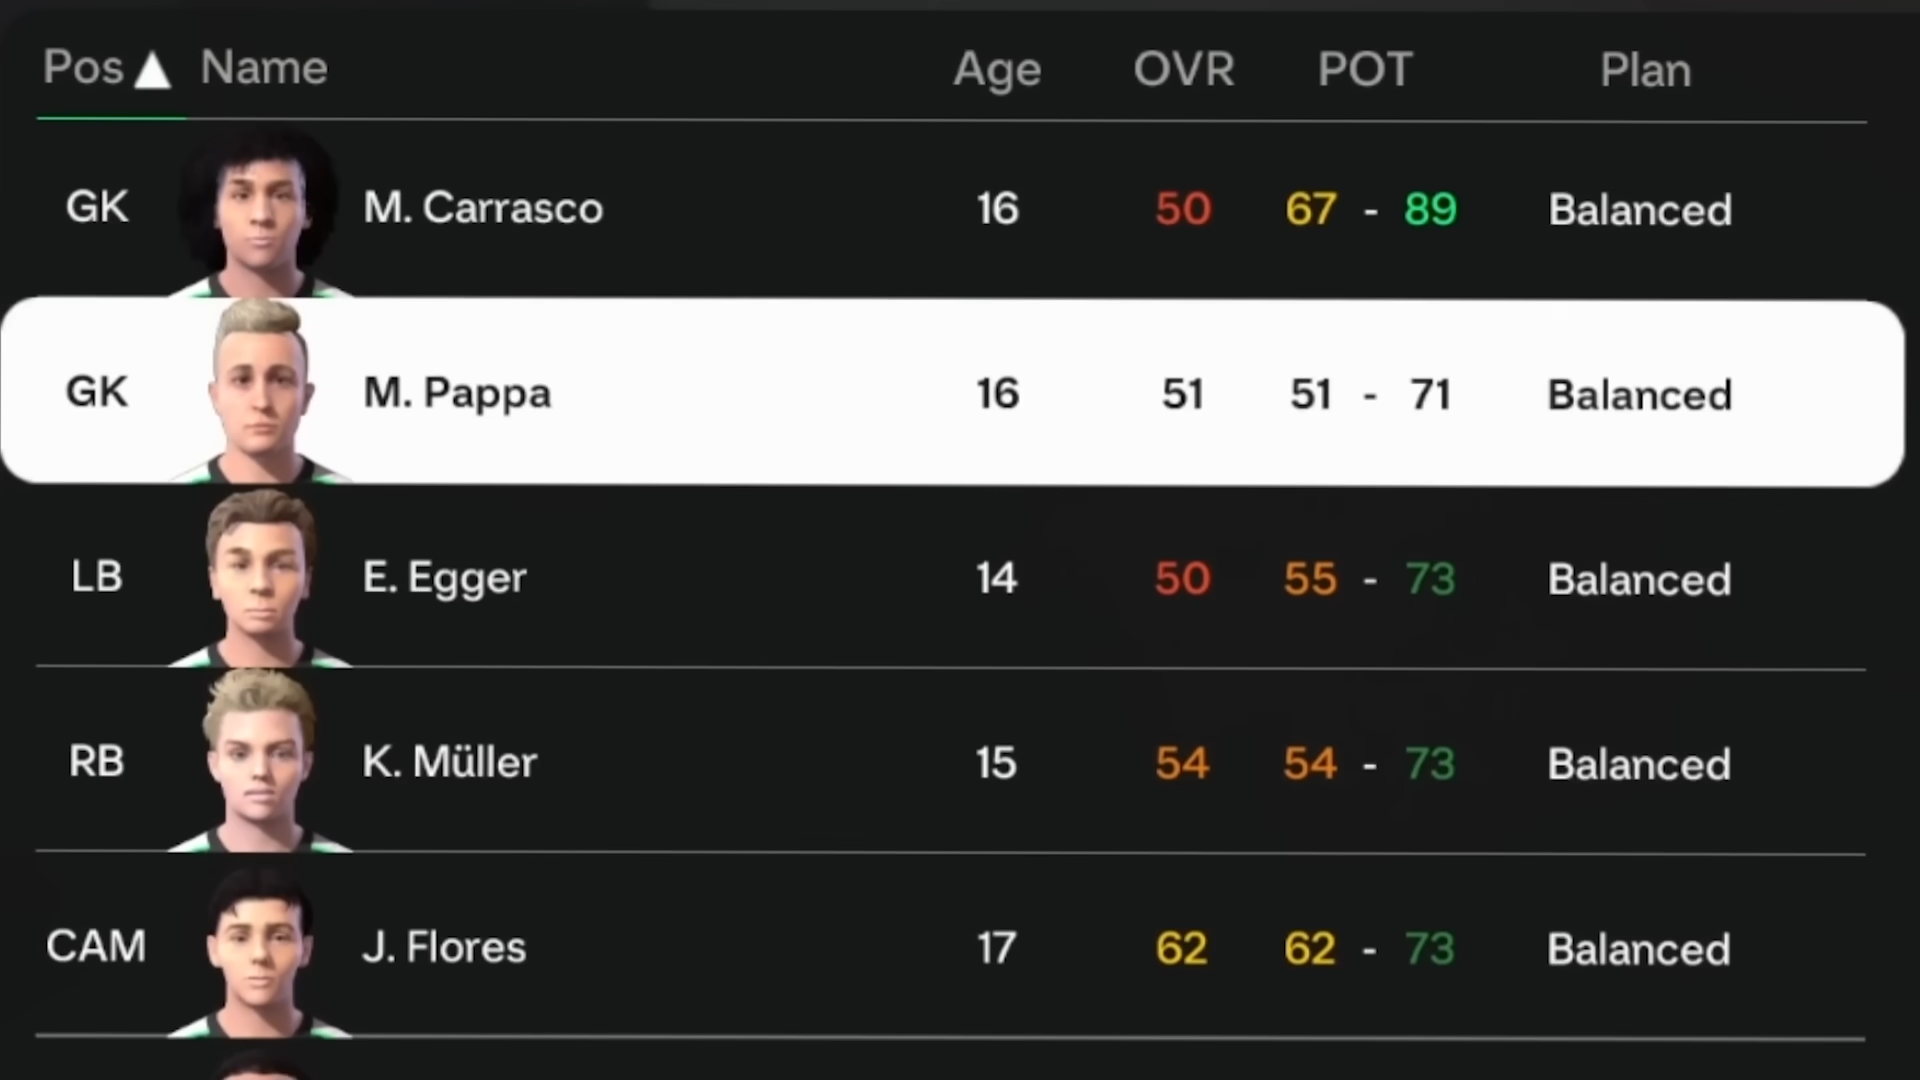 Pos▲ Name Age OVR POT Plan
GK M. Carrasco 16 50 67 - 89 Balanced
GK M. Pappa 16 51 51 - 71 Balanced
LB E. Egger 14 50 55 - 73 Balanced
RB K. Müller 15 54 54 - 73 Balanced
CAM J. Flores 17 62 62 - 73 Balanced